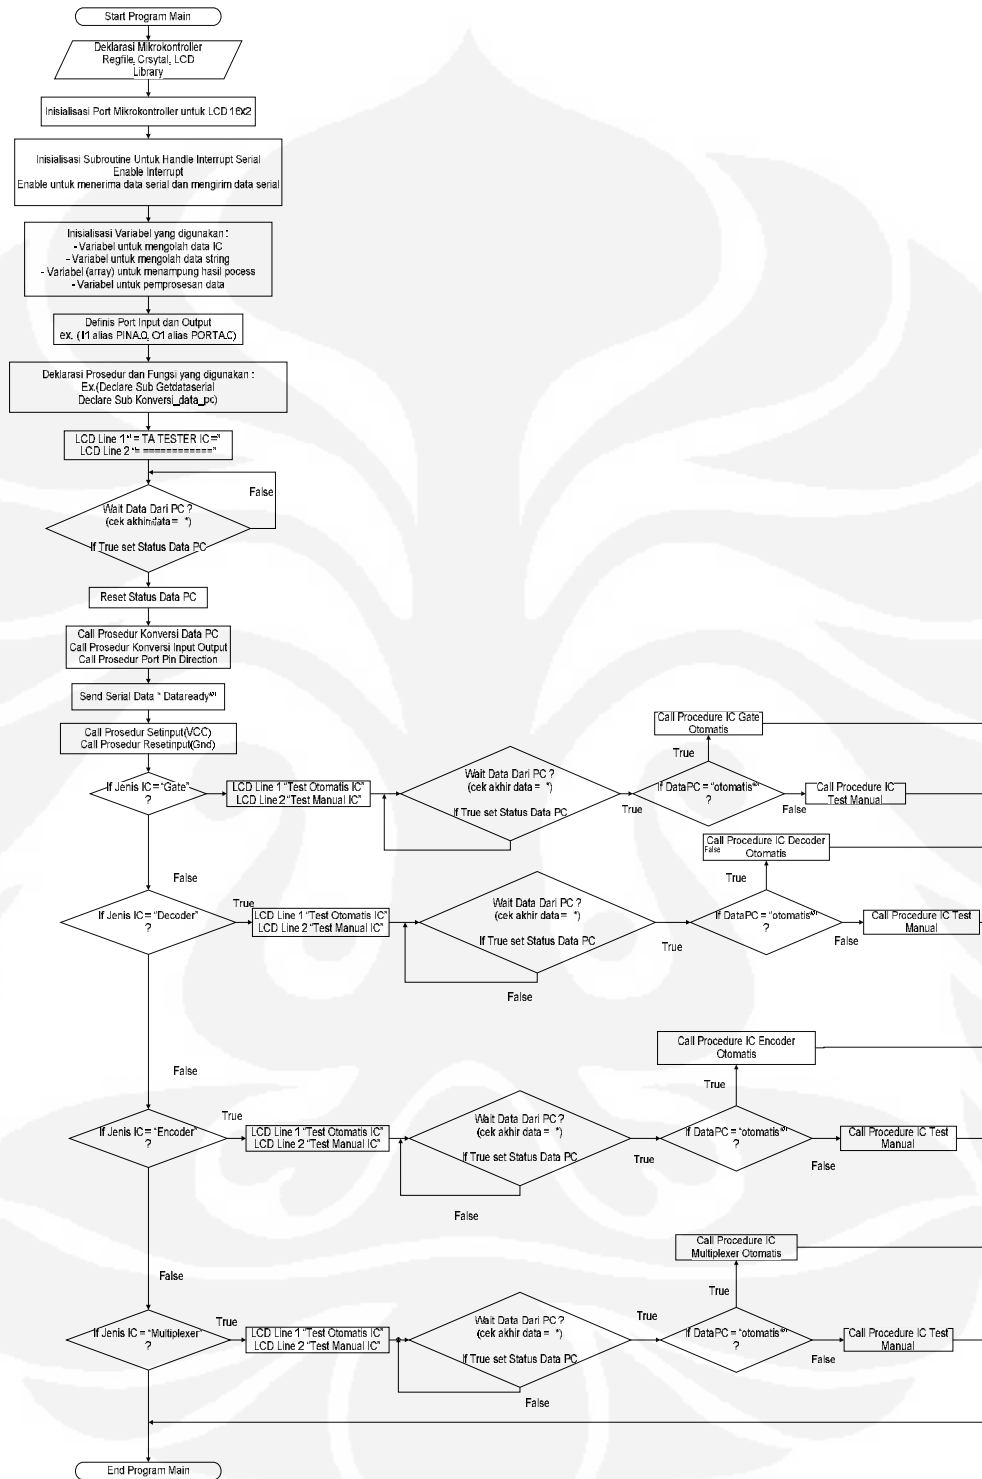 Start Program Main
Deklarasi Mikrokontroller
Regfile, Crsytal, LCD
Library
Inisialisasi Port Mikrokontroller untuk LCD 16x2
Inisialisasi Subroutine Untuk Handle Interrupt Serial
Enable Interrupt
Enable untuk menerima data serial dan mengirim data serial
Inisialisasi Variabel yang digunakan :
- Variabel untuk mengolah data IC
- Variabel untuk mengolah data string
- Variabel (array) untuk menampung hasil pocess
- Variabel untuk pemprosesan data
Definis Port Input dan Output
ex. (I1 alias PINA.0, O1 alias PORTA.0)
Deklarasi Prosedur dan Fungsi yang digunakan :
Ex.(Declare Sub Getdataserial
Declare Sub Konversi_data_pc)
LCD Line 1 "= TA TESTER IC ="
LCD Line 2 "= ============"
False
Wait Data Dari PC ?
(cek akhir data = *)
If True set Status Data PC
Reset Status Data PC
Call Prosedur Konversi Data PC
Call Prosedur Konversi Input Output
Call Prosedur Port Pin Direction
Send Serial Data " Dataready"
Call Prosedur Setinput(VCC)
Call Prosedur Resetinput(Gnd)
If Jenis IC = "Gate"
?
LCD Line 1 "Test Otomatis IC"
LCD Line 2 "Test Manual IC"
Wait Data Dari PC ?
(cek akhir data = *)
If True set Status Data PC
True
Call Procedure IC Gate
Otomatis
True
If DataPC = "otomatis"
?
False
Call Procedure IC
Test Manual
False
If Jenis IC = "Decoder"
?
True
LCD Line 1 "Test Otomatis IC"
LCD Line 2 "Test Manual IC"
Wait Data Dari PC ?
(cek akhir data = *)
If True set Status Data PC
False
True
Call Procedure IC Decoder
False
Otomatis
True
If DataPC = "otomatis"
?
False
Call Procedure IC Test
Manual
False
If Jenis IC = "Encoder"
?
True
LCD Line 1 "Test Otomatis IC"
LCD Line 2 "Test Manual IC"
Wait Data Dari PC ?
(cek akhir data = *)
If True set Status Data PC
False
True
Call Procedure IC Encoder
Otomatis
True
If DataPC = "otomatis"
?
False
Call Procedure IC Test
Manual
False
If Jenis IC = "Multiplexer"
?
True
LCD Line 1 "Test Otomatis IC"
LCD Line 2 "Test Manual IC"
Wait Data Dari PC ?
(cek akhir data = *)
If True set Status Data PC
False
True
Call Procedure IC
Multiplexer Otomatis
True
If DataPC = "otomatis"
?
False
Call Procedure IC Test
Manual
End Program Main